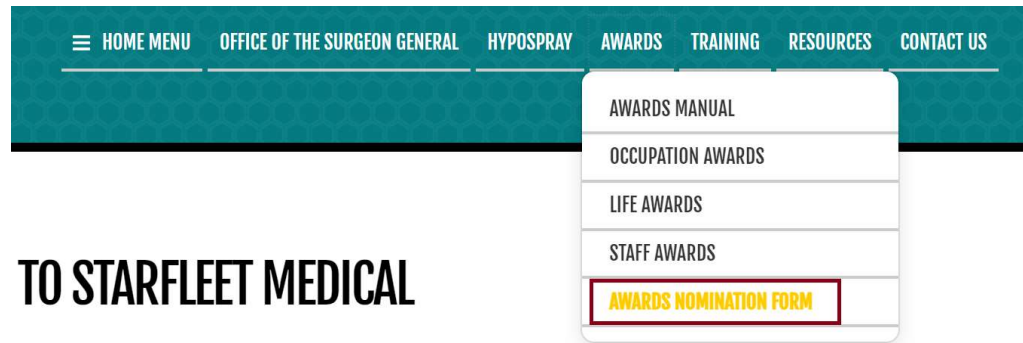 HOME MENU OFFICE OF THE SURGEON GENERAL HYPOSPRAY AWARDS TRAINING RESOURCES CONTACT US
AWARDS MANUAL
OCCUPATION AWARDS
LIFE AWARDS
STAFF AWARDS
AWARDS NOMINATION FORM
TO STARFLEET MEDICAL